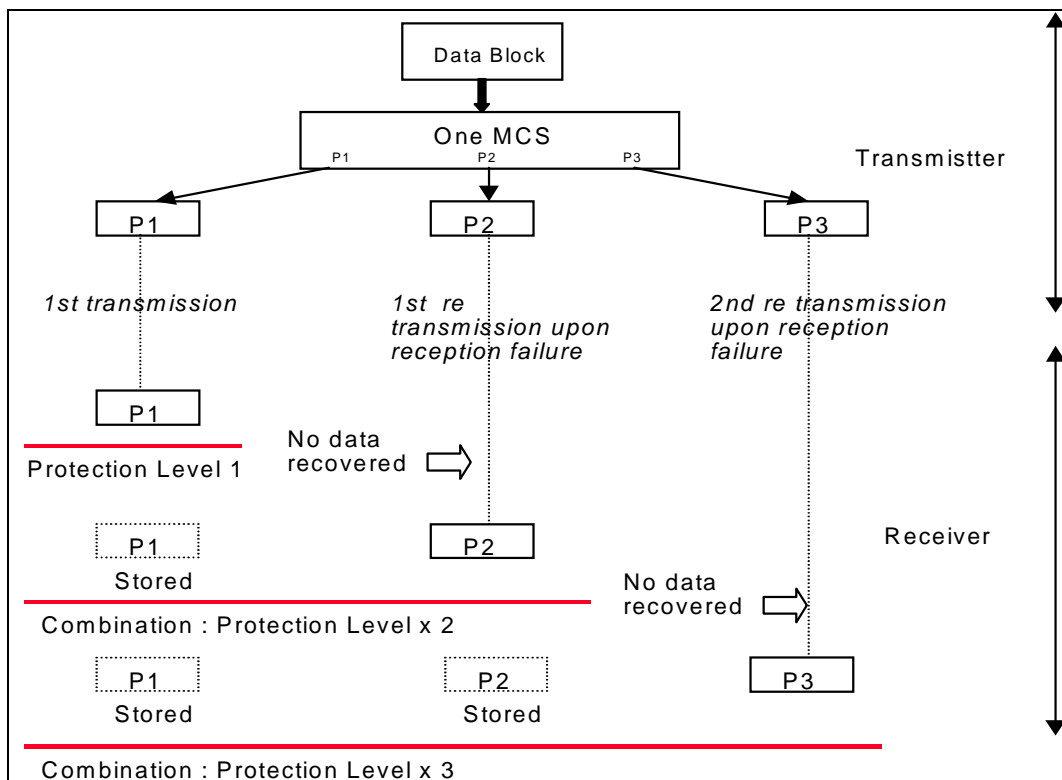 Data Block
One MCS
P1 P2 P3
Transmistter
P1 P2 P3
1st transmission
1st re
transmission upon
reception failure
2nd re transmission
upon reception
failure
P1
No data
recovered
Protection Level 1
P1 P2
Stored
Receiver
No data
recovered
Combination : Protection Level x 2
P1 P2 P3
Stored Stored
Combination : Protection Level x 3